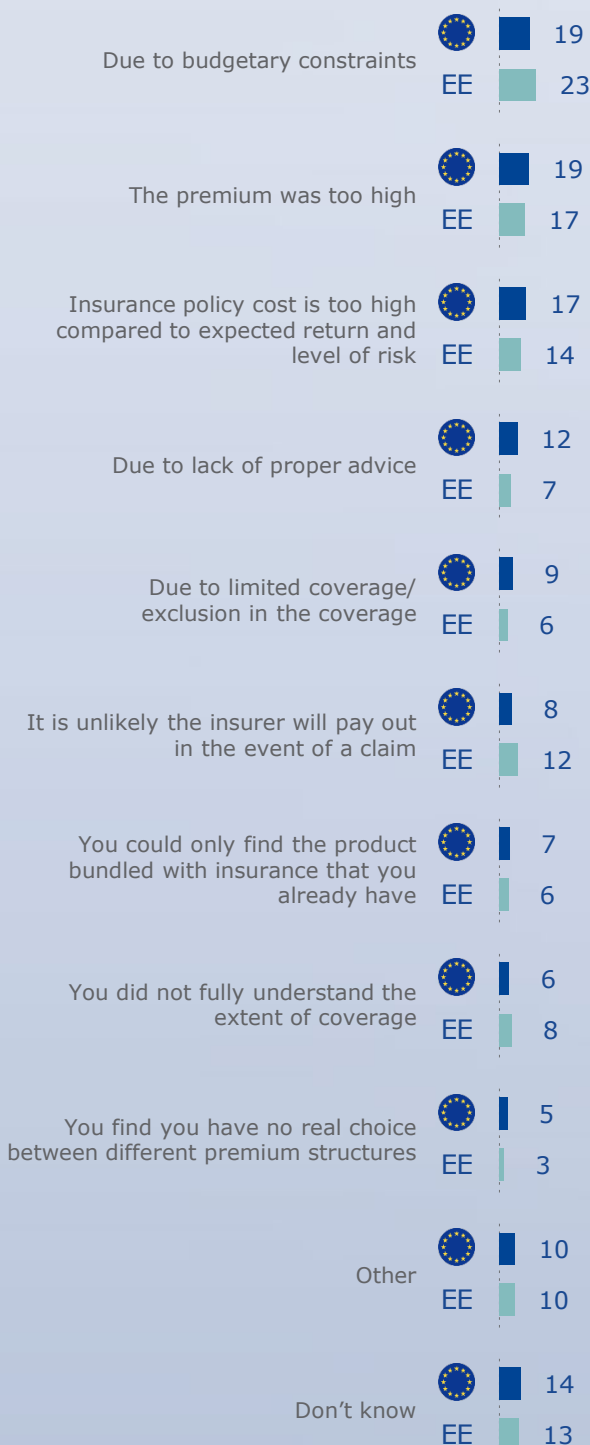 19
Due to budgetary constraints
EE 23
19
The premium was too high
EE 17
Insurance policy cost is too high 17
compared to expected return and
level of risk EE 14
12
Due to lack of proper advice
EE 7
Due to limited coverage/ 9
exclusion in the coverage
EE 6
It is unlikely the insurer will pay out 8
in the event of a claim
EE 12
You could only find the product 7
bundled with insurance that you
already have EE 6
You did not fully understand the 6
extent of coverage
EE 8
You find you have no real choice 5
between different premium structures EE 3
10
Other
EE 10
14
Don't know
EE 13